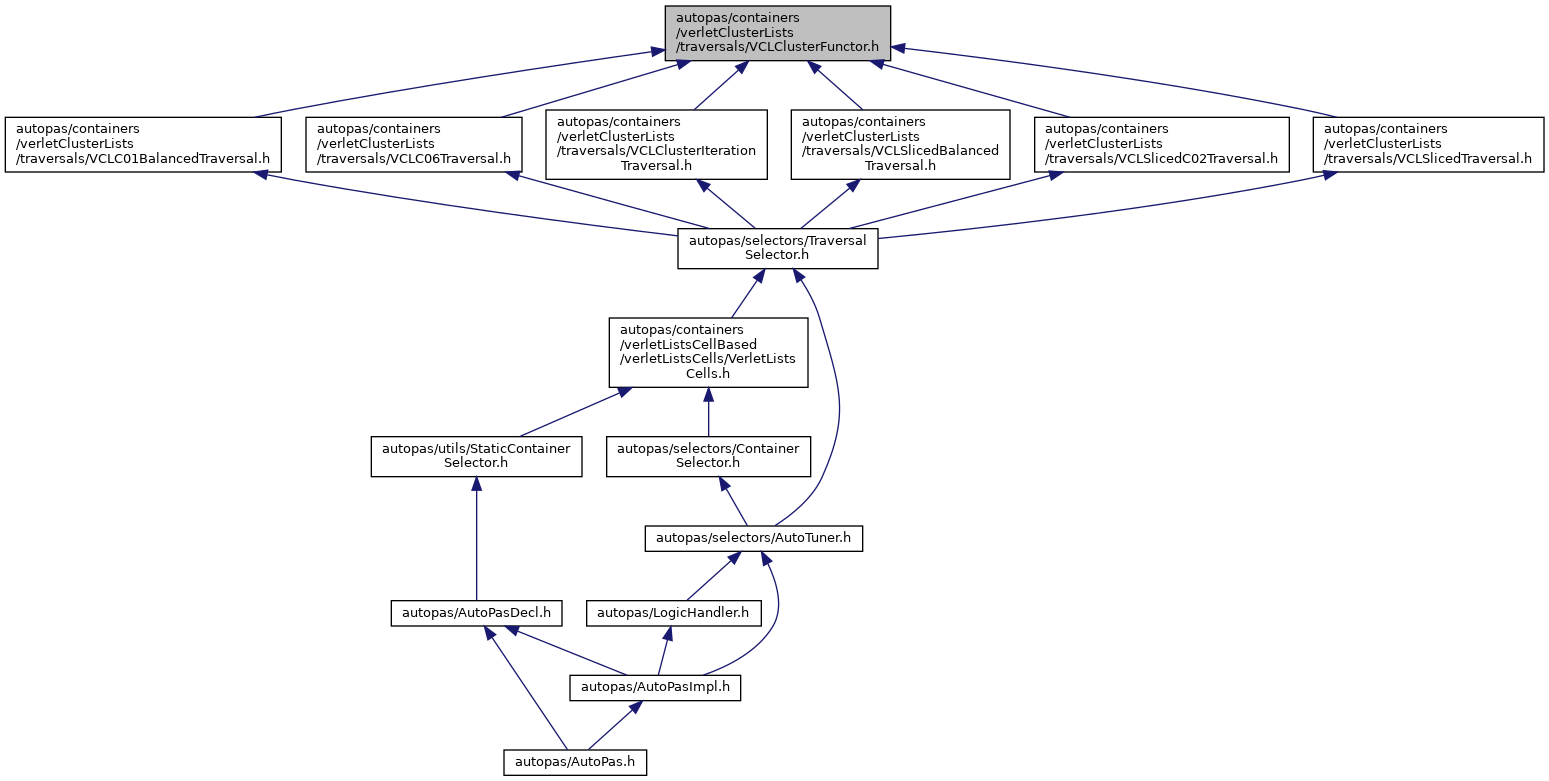 autopas/containers
/verletClusterLists
/traversals/VCLClusterFunctor.h
autopas/containers
/verletClusterLists
/traversals/VCLC01BalancedTraversal.h
autopas/containers
/verletClusterLists
/traversals/VCLC06Traversal.h
autopas/containers
/verletClusterLists
/traversals/VCLClusterIteration
Traversal.h
autopas/containers
/verletClusterLists
/traversals/VCLSlicedBalanced
Traversal.h
autopas/containers
/verletClusterLists
/traversals/VCLSlicedC02Traversal.h
autopas/containers
/verletClusterLists
/traversals/VCLSlicedTraversal.h
autopas/selectors/Traversal
Selector.h
autopas/containers
/verletListsCellBased
/verletListsCells/VerletLists
Cells.h
autopas/utils/StaticContainer
Selector.h
autopas/selectors/Container
Selector.h
autopas/selectors/AutoTuner.h
autopas/AutoPasDecl.h
autopas/LogicHandler.h
autopas/AutoPasImpl.h
autopas/AutoPas.h